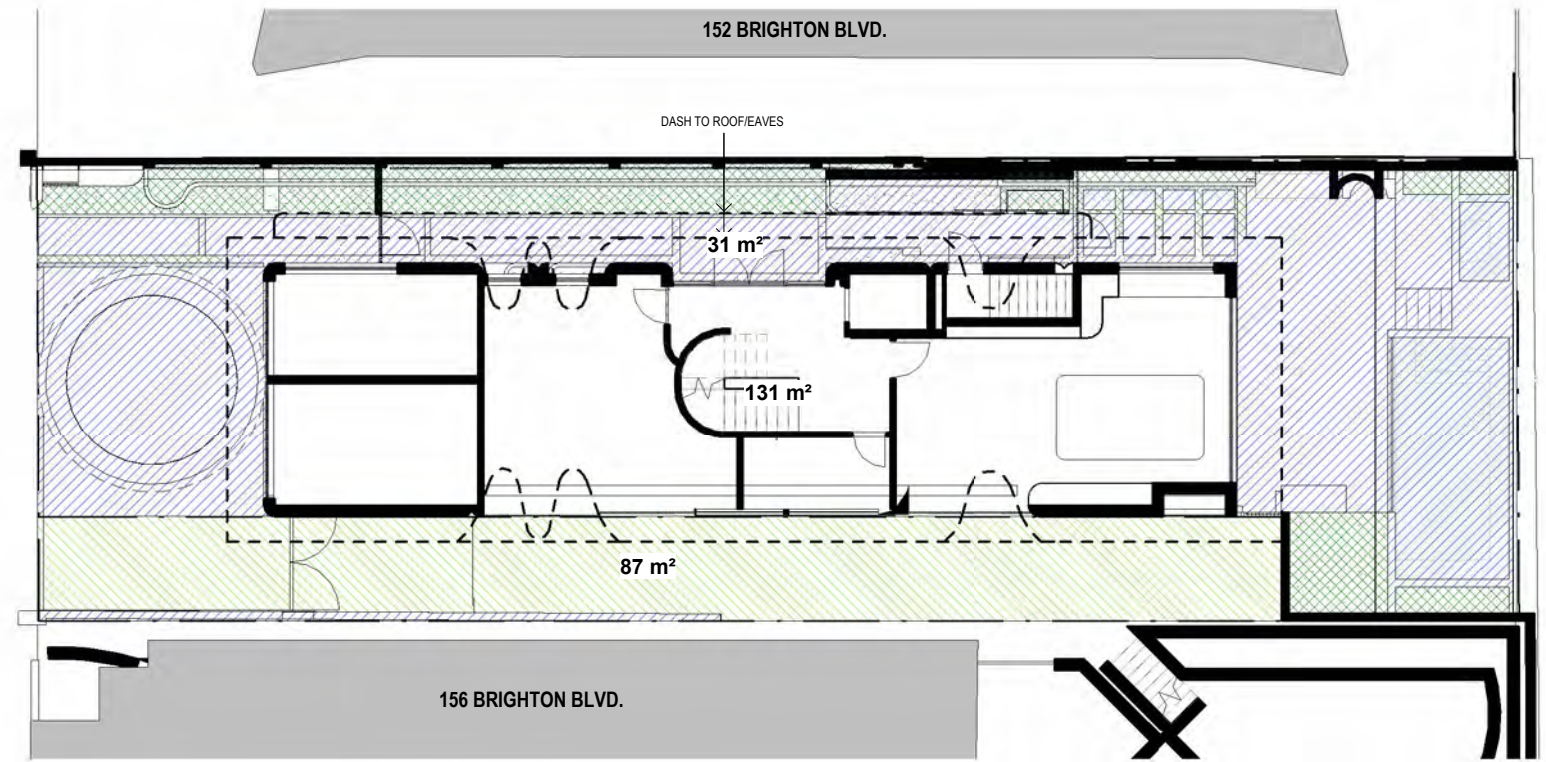 152 BRIGHTON BLVD.
DASH TO ROOF/EAVES
31 m²
131 m²
87 m²
156 BRIGHTON BLVD.